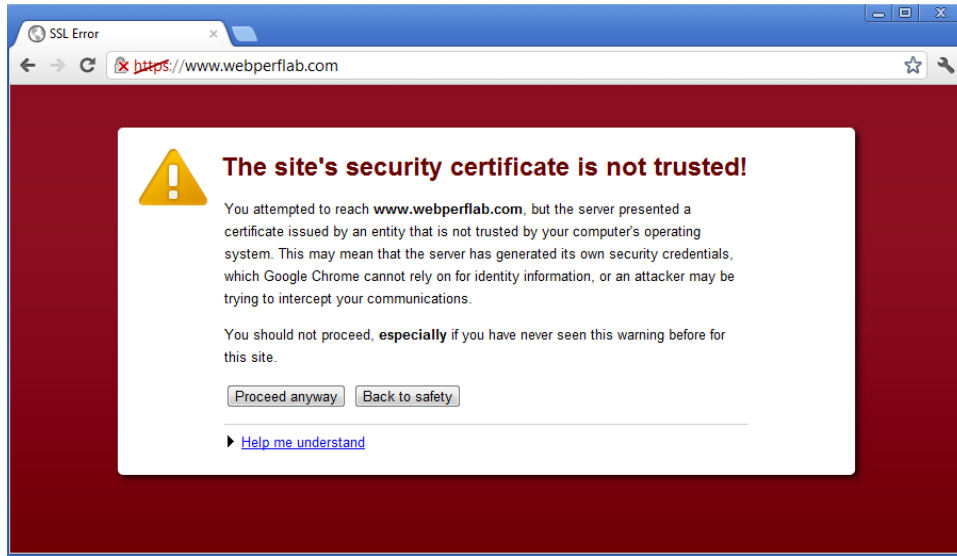 SSL Error
https://www.webperflab.com
The site's security certificate is not trusted!
You attempted to reach www.webperflab.com, but the server presented a
certificate issued by an entity that is not trusted by your computer's operating
system. This may mean that the server has generated its own security credentials,
which Google Chrome cannot rely on for identity information, or an attacker may be
trying to intercept your communications.
You should not proceed, especially if you have never seen this warning before for
this site.
Proceed anyway Back to safety
Help me understand